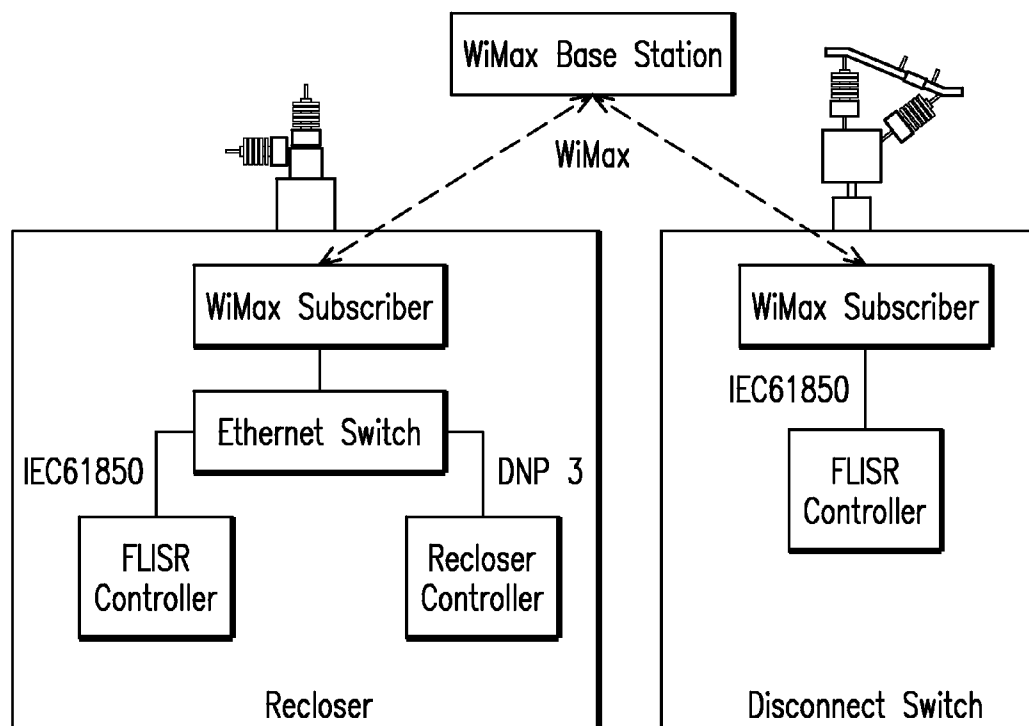 WiMax Base Station
WiMax
WiMax Subscriber
WiMax Subscriber
IEC61850
Ethernet Switch
IEC61850
DNP 3
FLISR
Controller
FLISR
Controller
Recloser
Controller
Recloser
Disconnect Switch